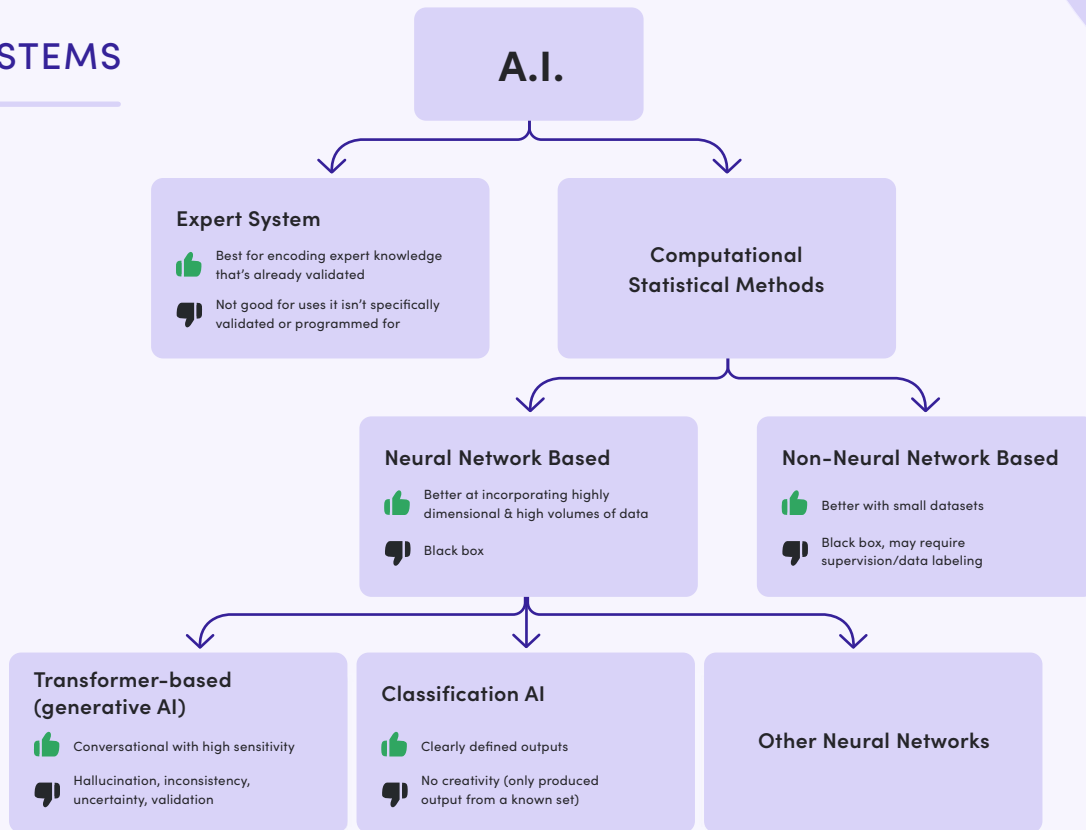 STEMS
A.I.
Expert System
Best for encoding expert knowledge
that's already validated
Not good for uses it isn't specifically
validated or programmed for
Computational
Statistical Methods
Neural Network Based
Better at incorporating highly
dimensional & high volumes of data
Black box
Non-Neural Network Based
Better with small datasets
Black box, may require
supervision/data labeling
Transformer-based
(generative AI)
Conversational with high sensitivity
Hallucination, inconsistency,
uncertainty, validation
Classification AI
Clearly defined outputs
No creativity (only produced
output from a known set)
Other Neural Networks